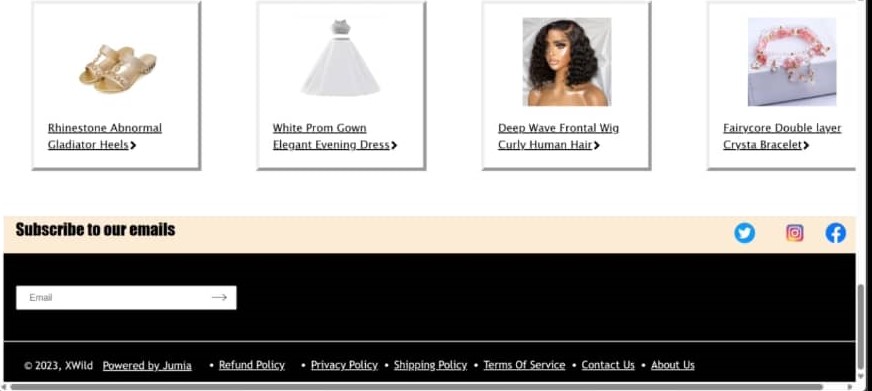 Rhinestone Abnormal
Gladiator Heels
White Prom Gown
Elegant Evening Dress
Deep Wave Frontal Wig
Curly Human Hair
Fairycore Double layer
Crysta Bracelet
Subscribe to our emails
Email
© 2023, XWild Powered by Jumia • Refund Policy • Privacy Policy • Shipping Policy • Terms Of Service • Contact Us • About Us